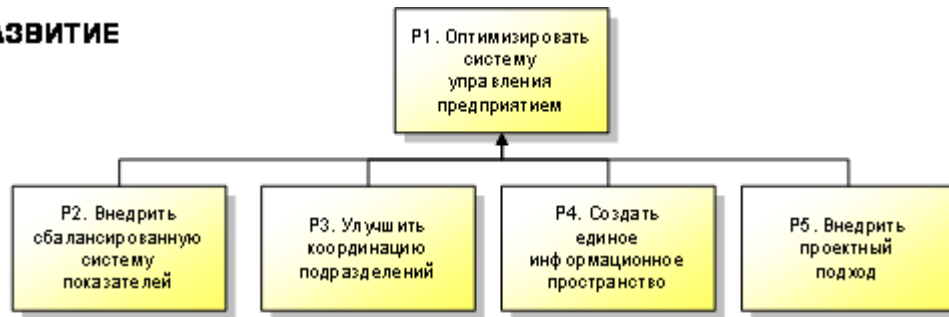 АЗВИТИЕ
Р1. Оптимизировать
систему
управления
предприятием
Р2. Внедрить
сбалансированную
систему
показателей
Р3. Улучшить
координацию
подразделений
Р4. Создать
единое
информационное
пространство
Р5. Внедрить
проектный
подход